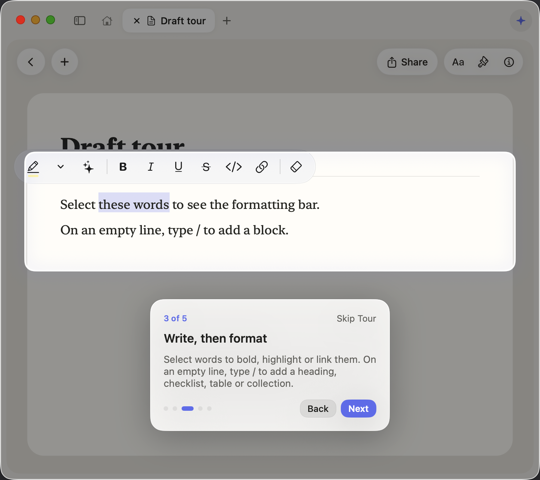 Draft tour
Share
Aa
Draft tour
B I U S </>
Select these words to see the formatting bar.
On an empty line, type / to add a block.
3 of 5
Skip Tour
Write, then format
Select words to bold, highlight or link them. On
an empty line, type / to add a heading,
checklist, table or collection.
Back
Next